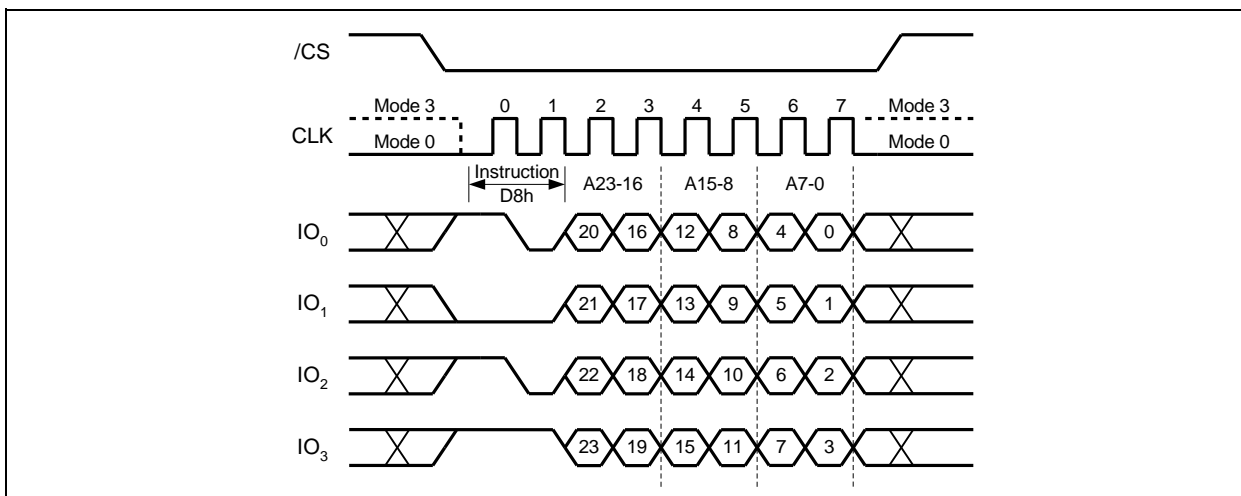 /CS
Mode 3 0 1 2 3 4 5 6 7 Mode 3
CLK
Mode 0 Mode 0
Instruction
D8h
A23-16 A15-8 A7-0
IO0 20 16 12 8 4 0
IO1 21 17 13 9 5 1
IO2 22 18 14 10 6 2
IO3 23 19 15 11 7 3